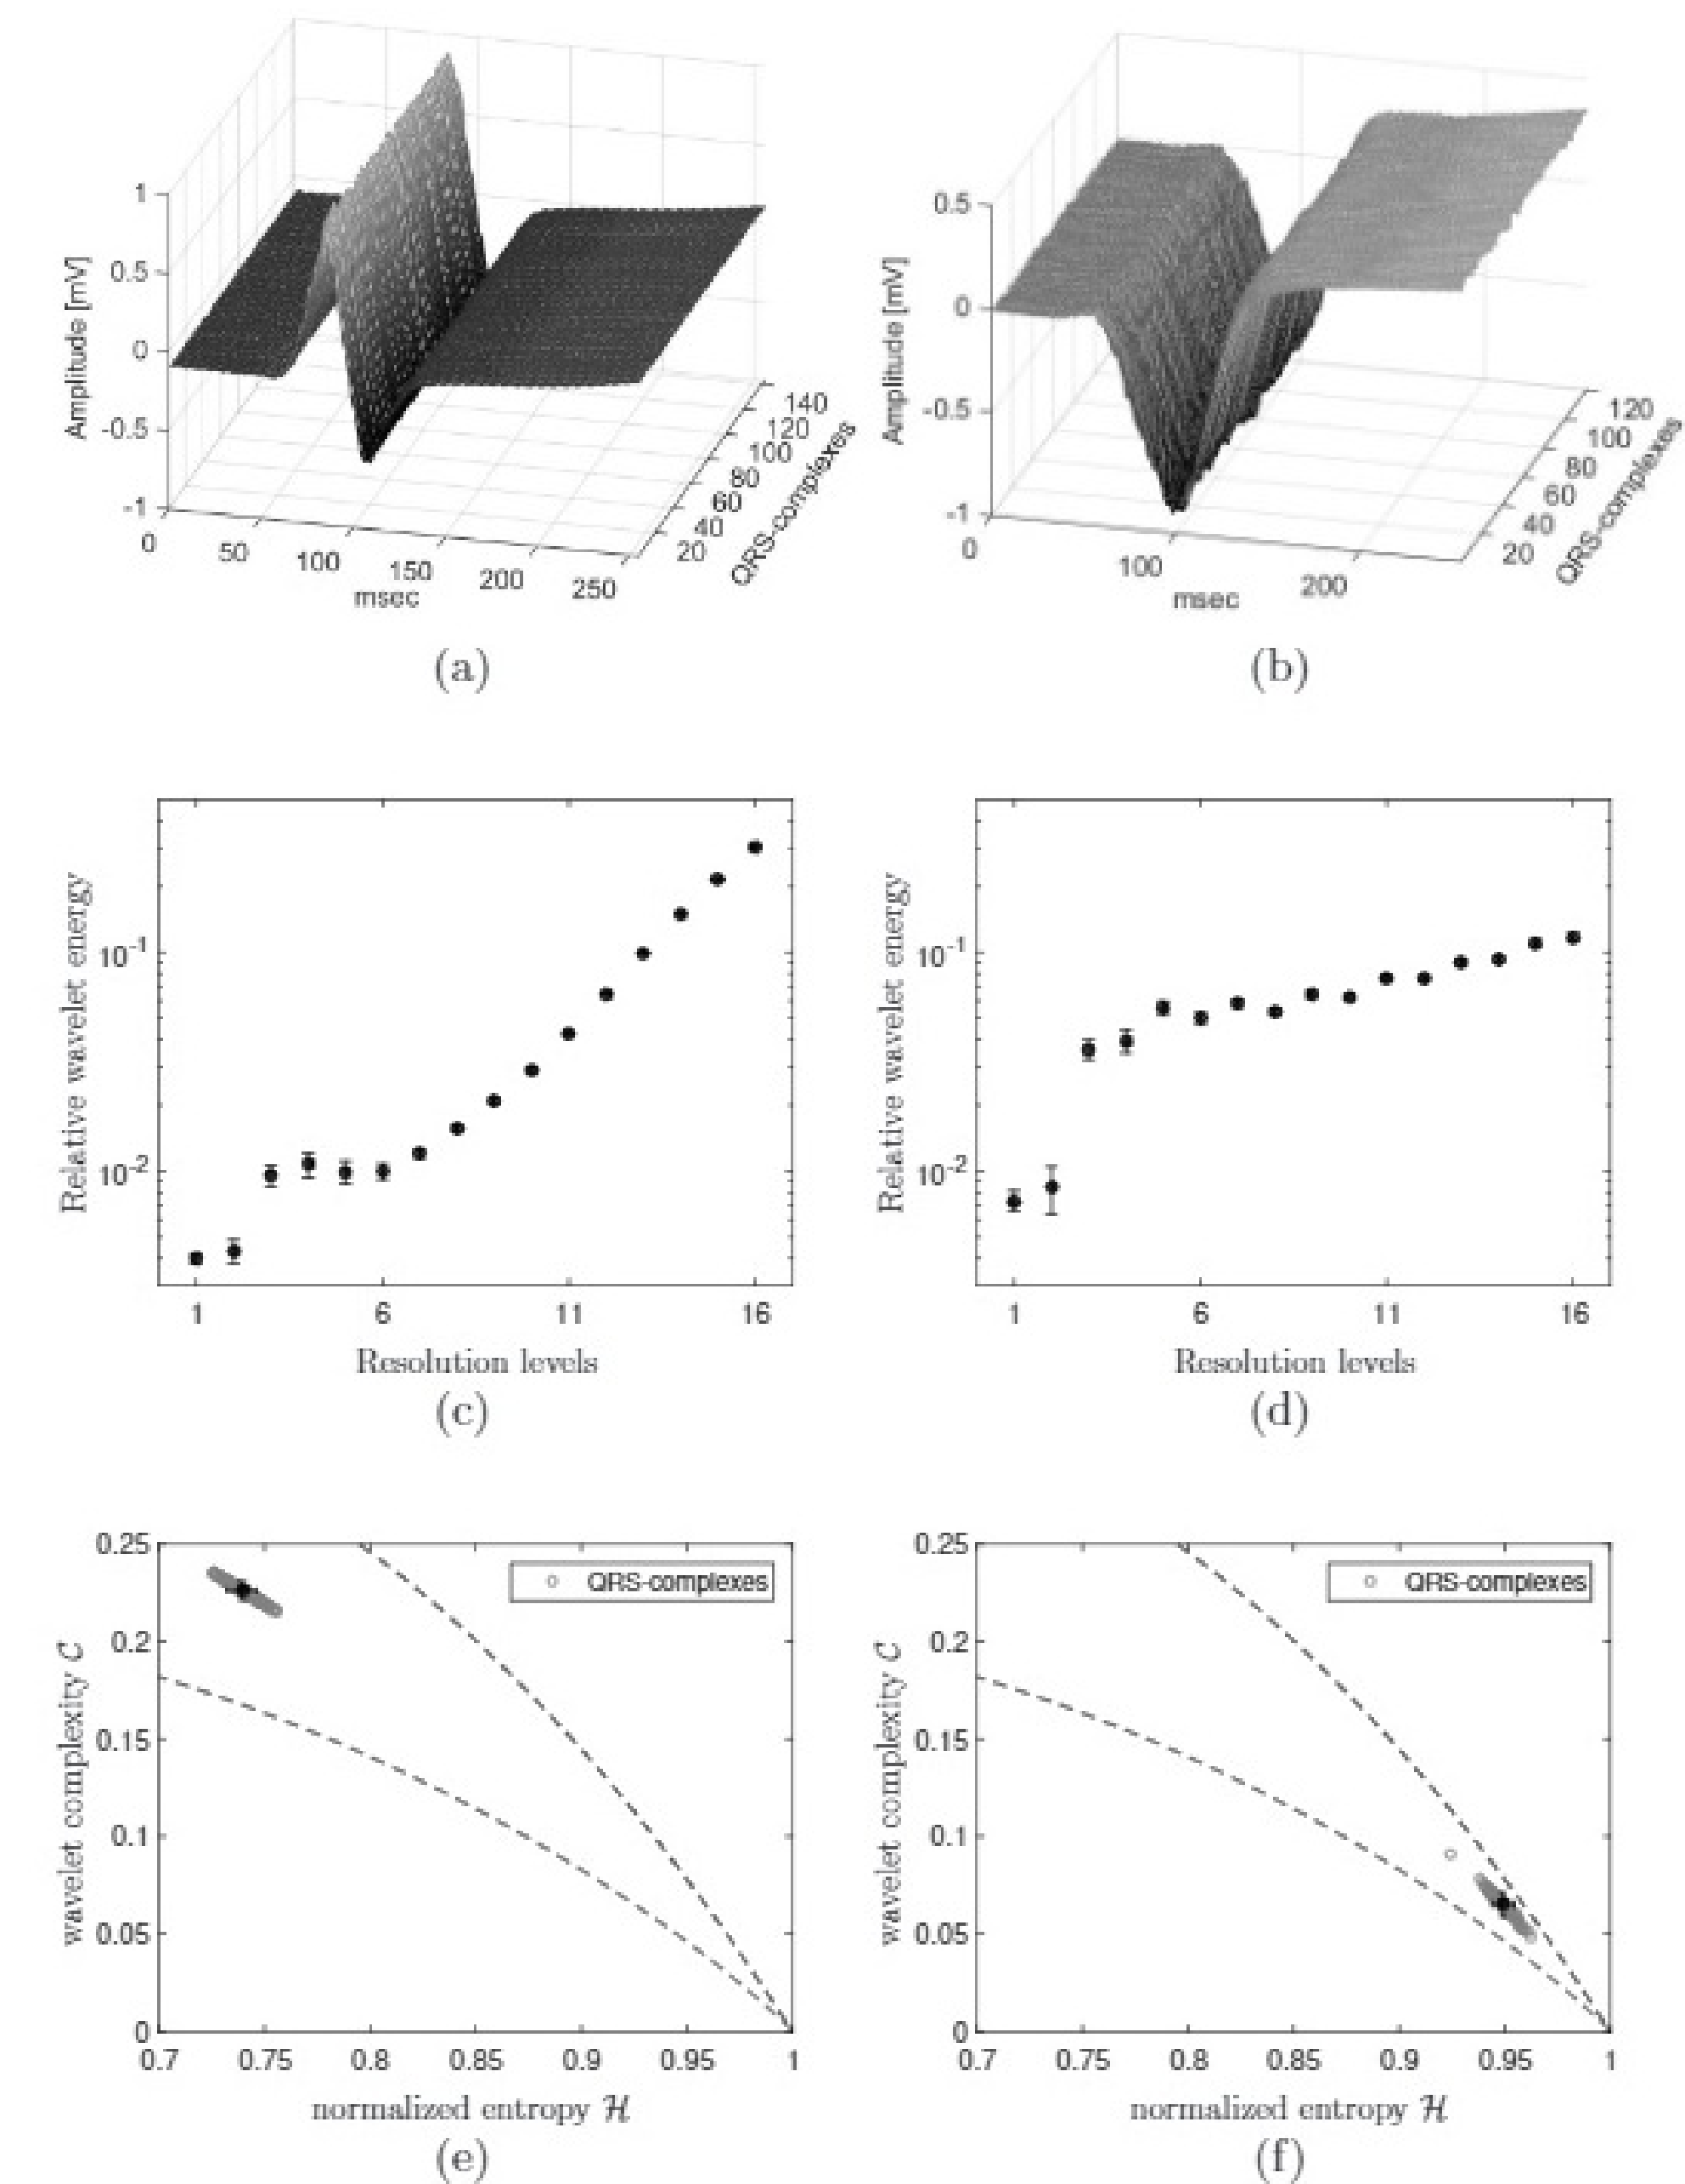 1
0.5
0
-0.5
-1
Amplitude [mV]
0
50
100
150
200
250
msec
20
40
60
80
100
120
140
QRS-complexes
(a)
0.5
0
-0.5
-1
Amplitude [mV]
0
100
200
msec
20
40
60
80
100
120
QRS-complexes
(b)
Relative wavelet energy
10-1
10-2
1 6 11 16
Resolution levels
(c)
Relative wavelet energy
10-1
10-2
1 6 11 16
Resolution levels
(d)
wavelet complexity C
0.25
0.2
0.15
0.1
0.05
0
QRS-complexes
0.7 0.75 0.8 0.85 0.9 0.95 1
normalized entropy H
(e)
wavelet complexity C
0.25
0.2
0.15
0.1
0.05
0
QRS-complexes
0.7 0.75 0.8 0.85 0.9 0.95 1
normalized entropy H
(f)